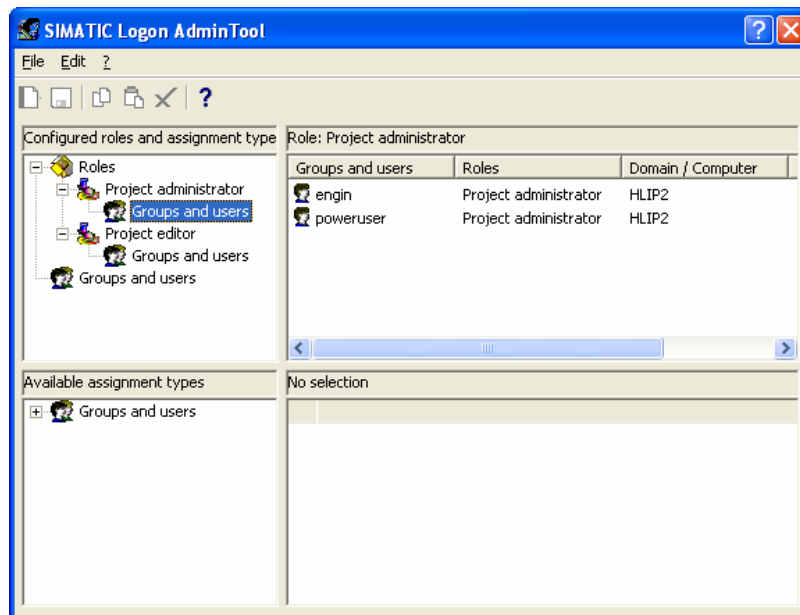 SIMATIC Logon AdminTool
File Edit ?
Configured roles and assignment type
Roles
Project administrator
Groups and users
Project editor
Groups and users
Groups and users
Role: Project administrator
Groups and users Roles Domain / Computer
engin Project administrator HLIP2
poweruser Project administrator HLIP2
Available assignment types
Groups and users
No selection